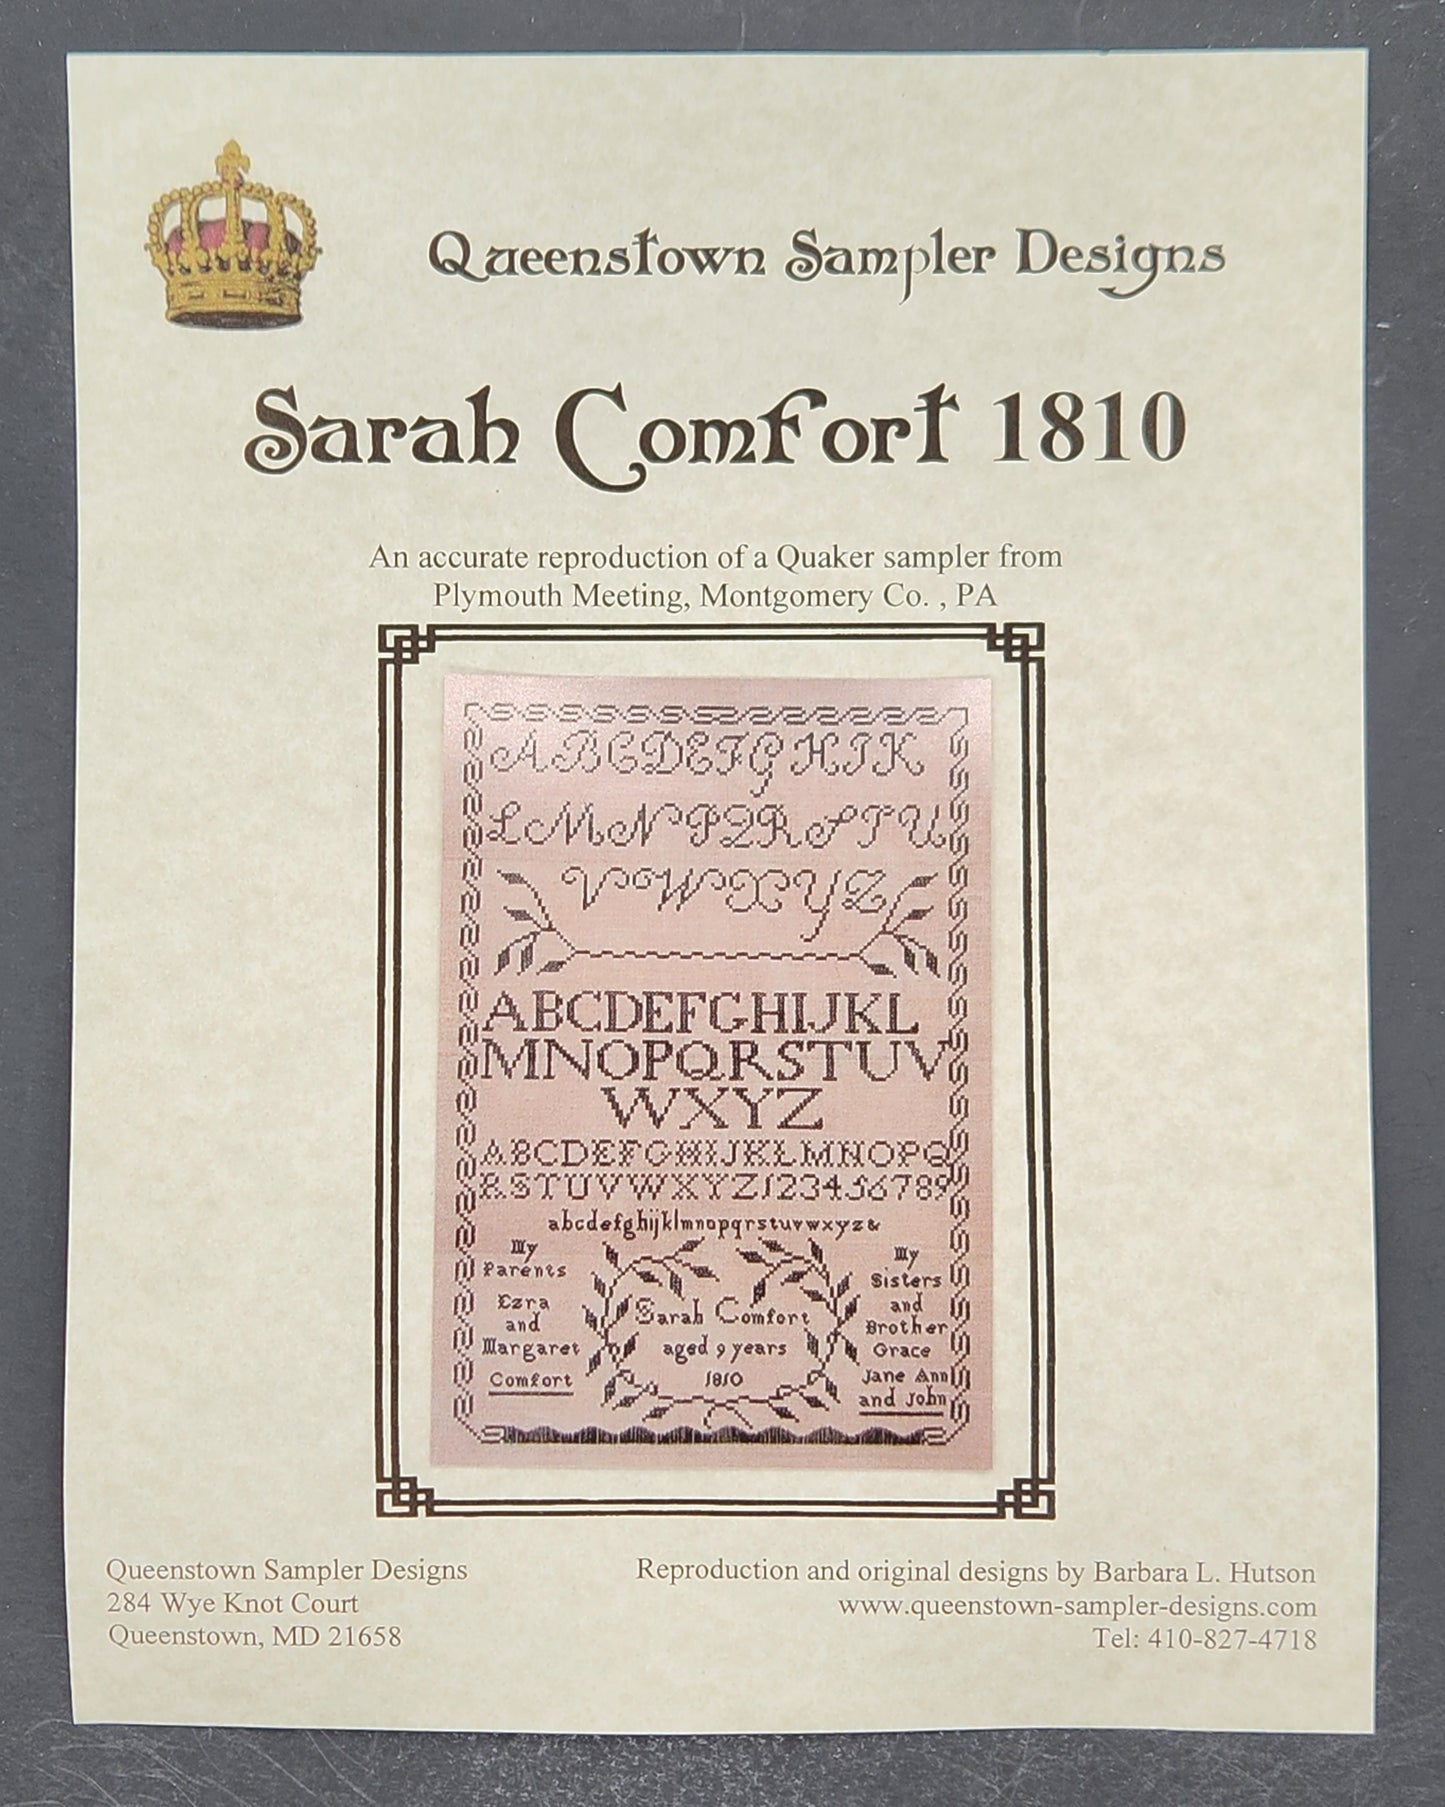 Queenstown Sampler Designs
Sarah Comfort 1810
An accurate reproduction of a Quaker sampler from
Plymouth Meeting, Montgomery Co. , PA
ABCDEFGHIK
LMNPQRSTU
VWXYZ
ABCDEFGHIJKL
MNOPQRSTUV
WXYZ
ABCDEFGHIJKLMNOPQ
RSTUVWXYZ123456789
abcdefghijklmnopqrstuvwxyz&
My
Parents
Ezra
and
Margaret
Comfort
Sarah Comfort
aged 9 years
1810
My
Sisters
and
Brother
Grace
Jane Ann
and John
Queenstown Sampler Designs
284 Wye Knot Court
Queenstown, MD 21658
Reproduction and original designs by Barbara L. Hutson
www.queenstown-sampler-designs.com
Tel: 410-827-4718